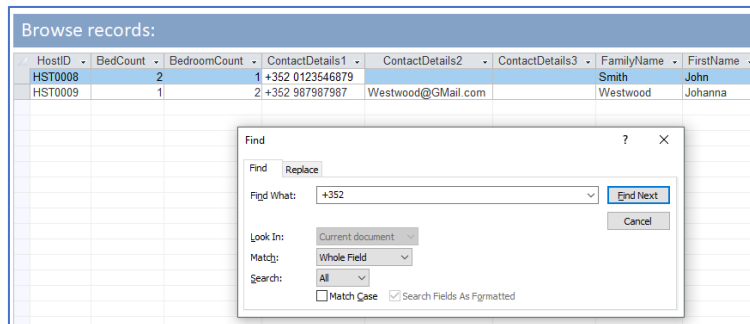 Browse records:
HostID BedCount BedroomCount ContactDetails1 ContactDetails2 ContactDetails3 FamilyName FirstName
HST0008 2 1 +352 0123546879 Smith John
HST0009 1 2 +352 987987987 Westwood@GMail.com Westwood Johanna
Find ? X
Find Replace
Find What: +352 Find Next
Cancel
Look In: Current document
Match: Whole Field
Search: All
Match Case Search Fields As Formatted